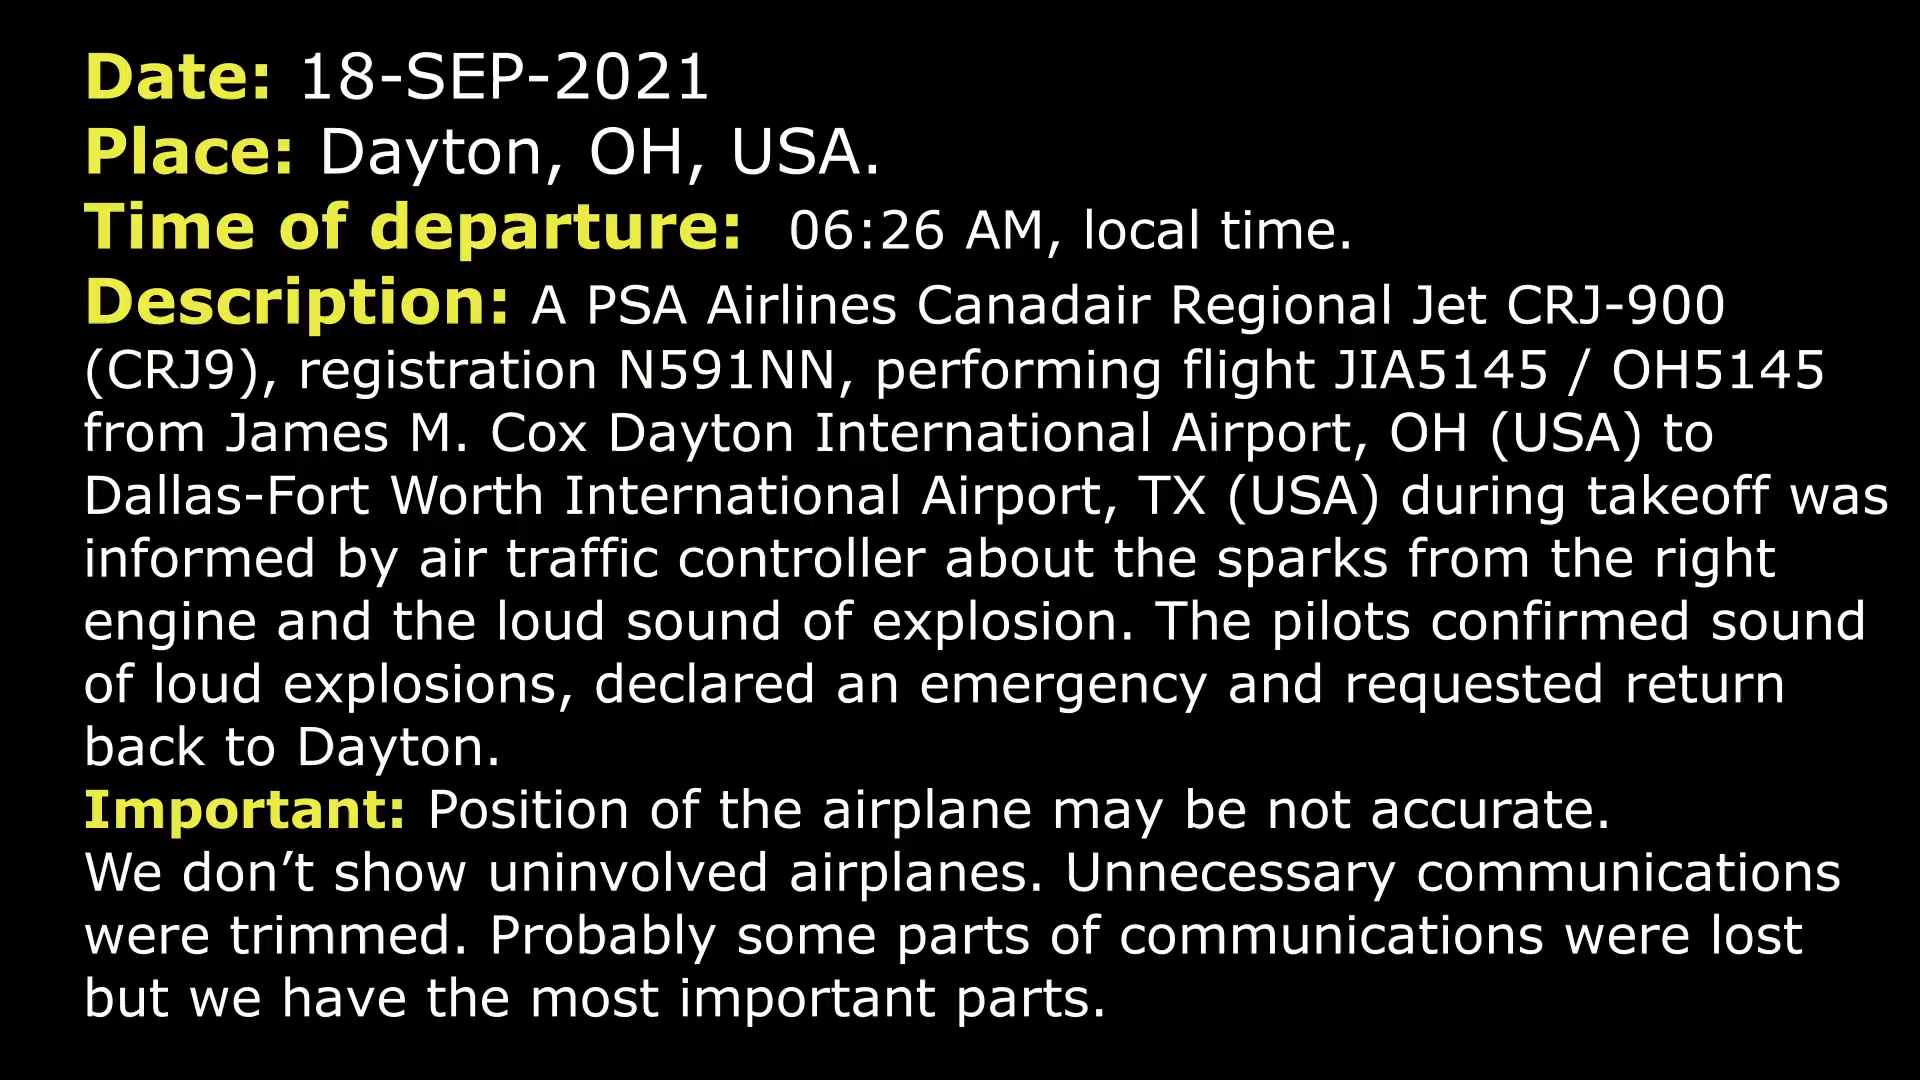 Date: 18-SEP-2021
Place: Dayton, OH, USA.
Time of departure: 06:26 AM, local time.
Description: A PSA Airlines Canadair Regional Jet CRJ-900
(CRJ9), registration N591NN, performing flight JIA5145 / OH5145
from James M. Cox Dayton International Airport, OH (USA) to
Dallas-Fort Worth International Airport, TX (USA) during takeoff was
informed by air traffic controller about the sparks from the right
engine and the loud sound of explosion. The pilots confirmed sound
of loud explosions, declared an emergency and requested return
back to Dayton.
Important: Position of the airplane may be not accurate.
We don’t show uninvolved airplanes. Unnecessary communications
were trimmed. Probably some parts of communications were lost
but we have the most important parts.